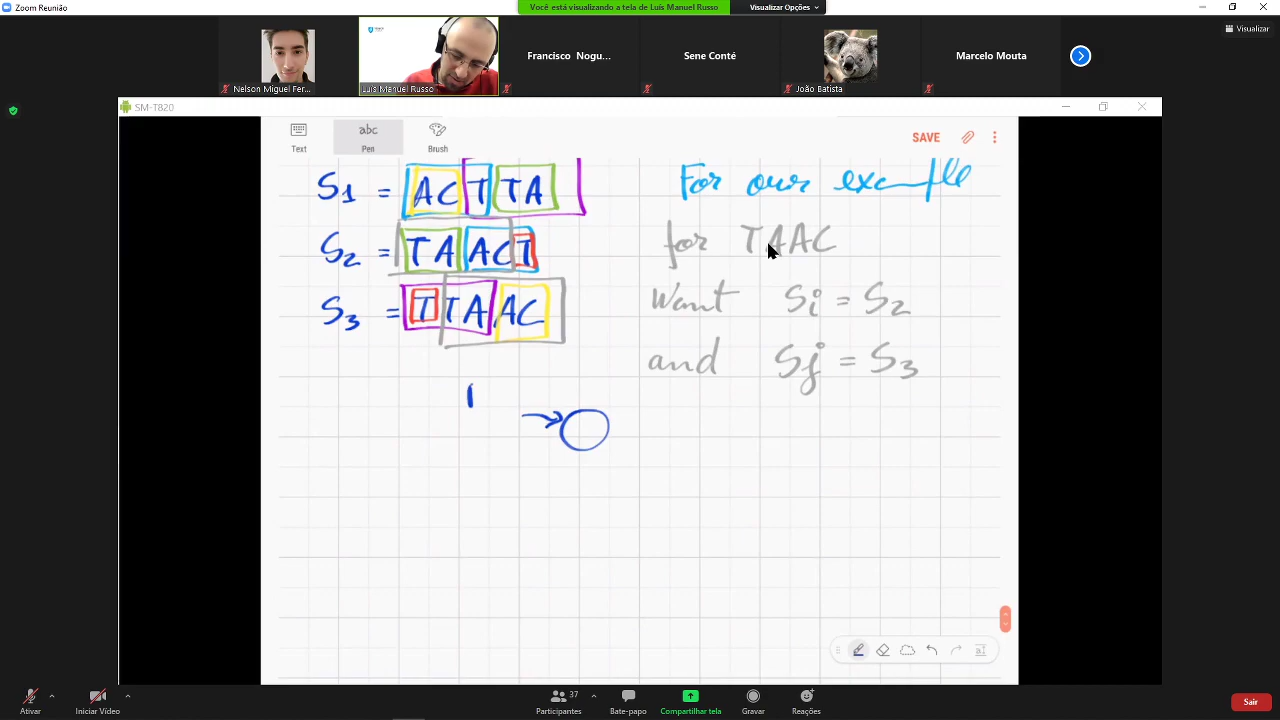 Zoom Reunião
Você está visualizando a tela de Luís Manuel Russo
Visualizar Opções
Visualizar
Nelson Miguel Fer...
Luís Manuel Russo
Francisco Nogu...
Sene Conté
João Batista
Marcelo Mouta
SM-T820
Text
abc
Pen
Brush
SAVE
S1 = ACTTA
S2 = TAACT
S3 = TTAAC
1
For our example
for TAAC
Want Si = S2
and Sj = S3
Ativar
Iniciar Vídeo
37
Participantes
Bate-papo
Compartilhar tela
Gravar
Reações
Sair